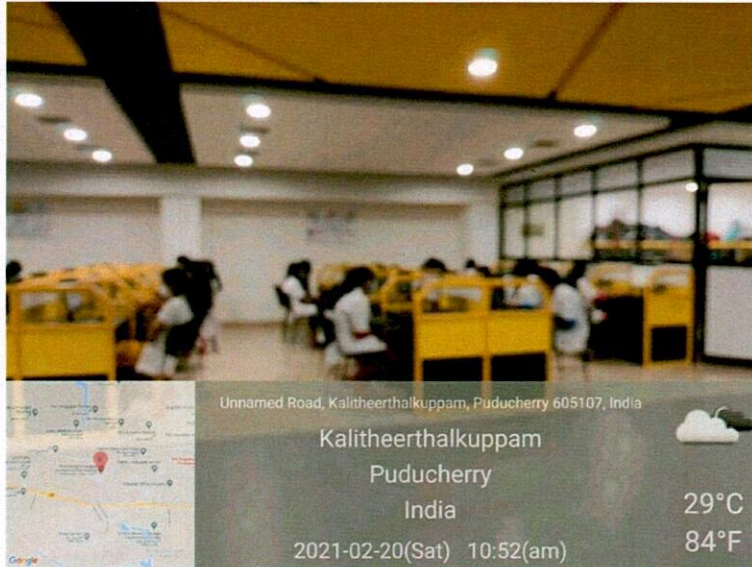 Unnamed Road, Kalitheerthalkuppam, Puducherry 605107, India
Kalitheerthalkuppam
Puducherry
India
2021-02-20(Sat) 10:52(am)
29°C
84°F
Google